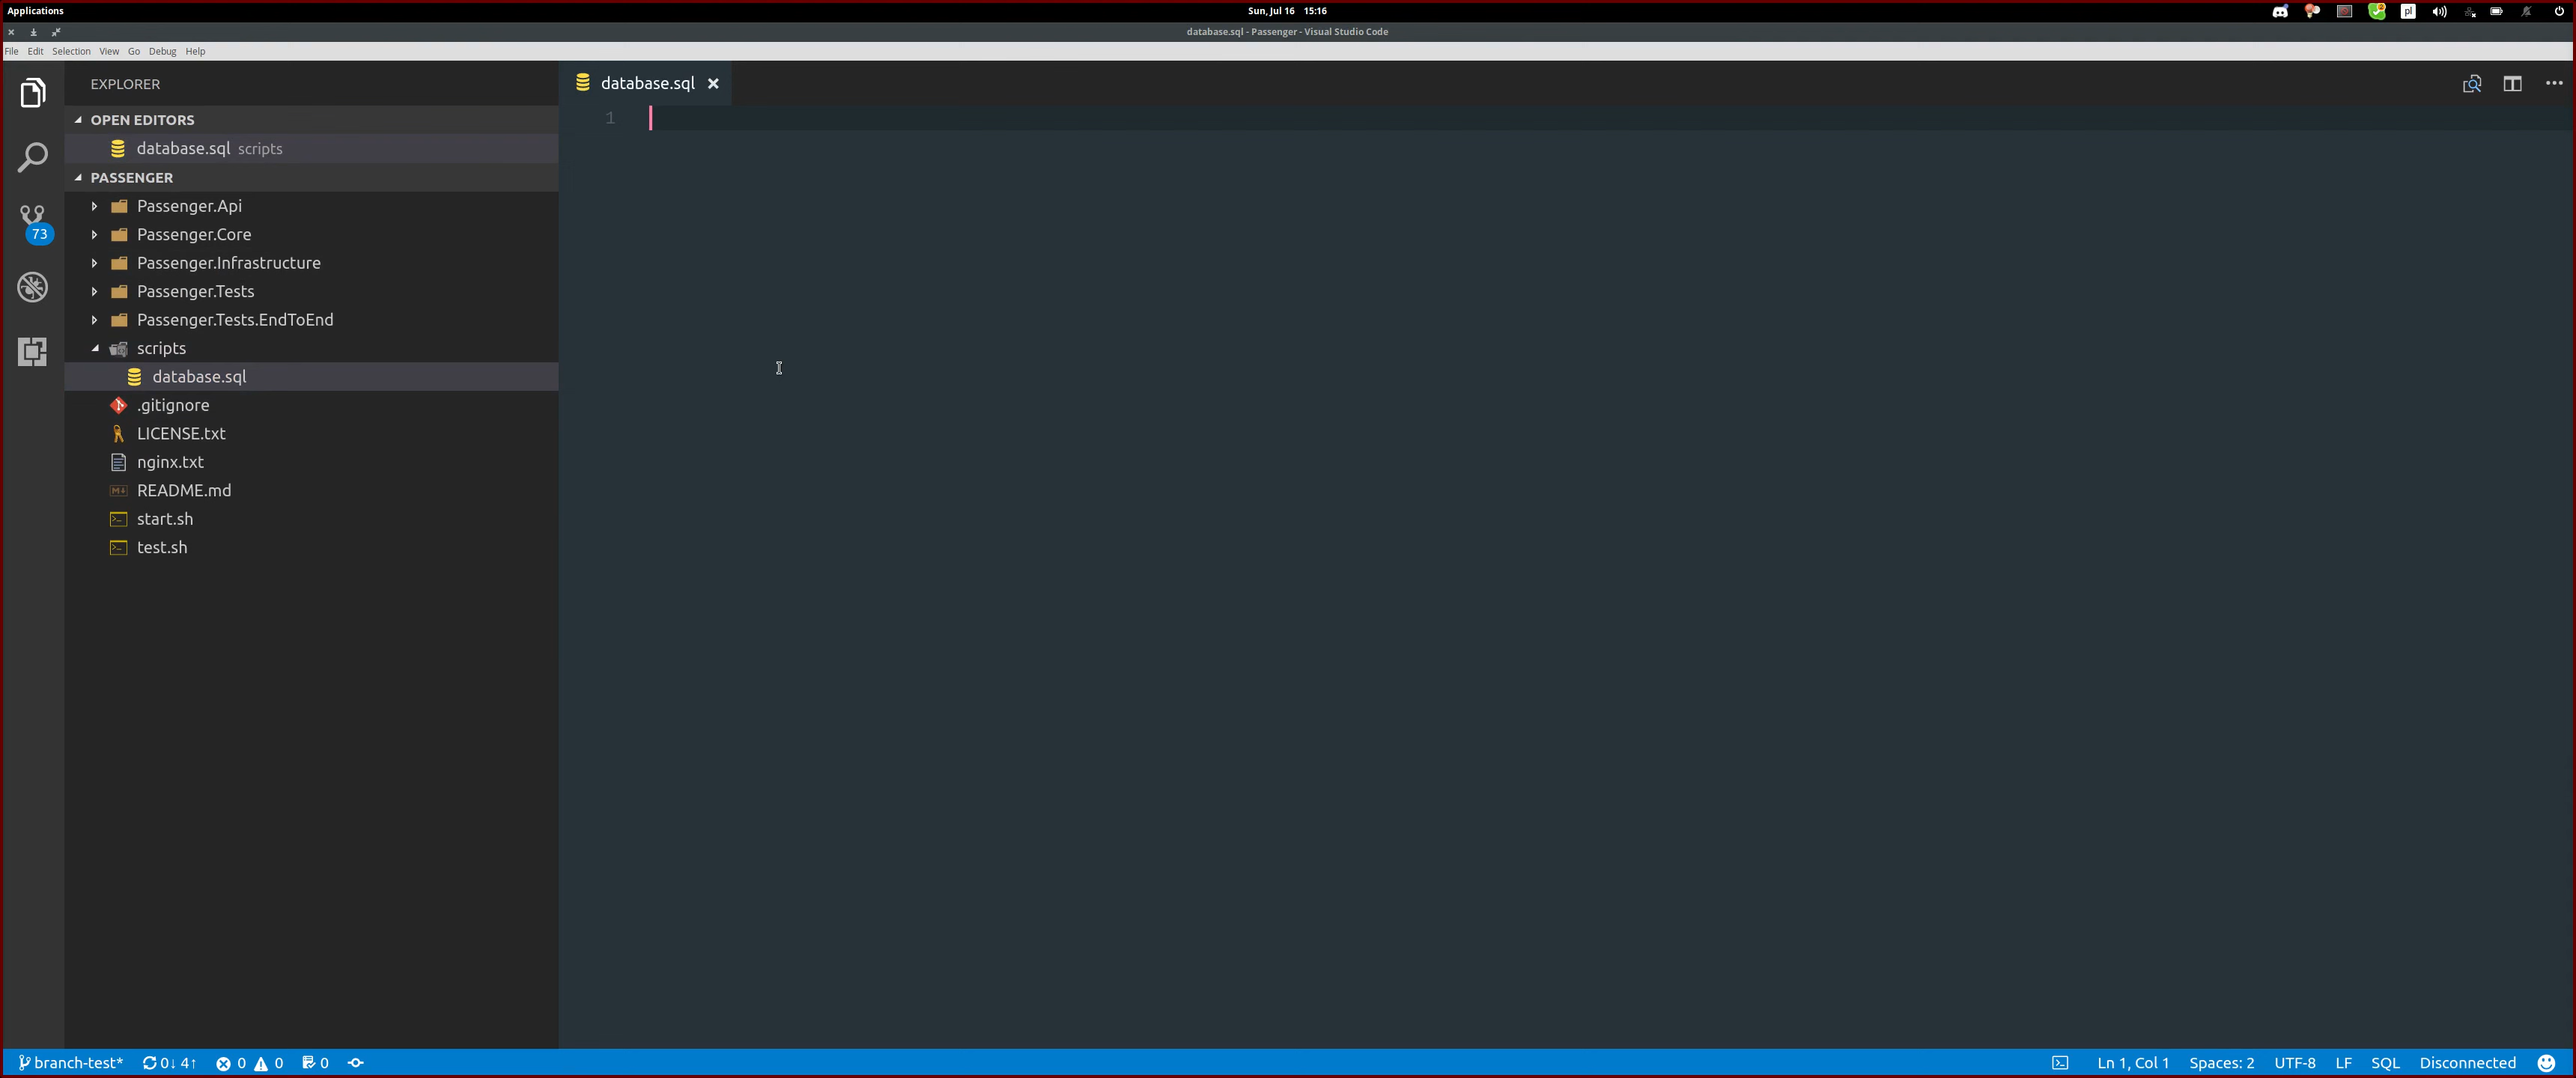 Applications
Sun, Jul 16 15:16
pl
database.sql - Passenger - Visual Studio Code
File Edit Selection View Go Debug Help
EXPLORER
database.sql
OPEN EDITORS
1
database.sql scripts
PASSENGER
Passenger.Api
Passenger.Core
73
Passenger.Infrastructure
Passenger.Tests
Passenger.Tests.EndToEnd
scripts
database.sql
.gitignore
LICENSE.txt
nginx.txt
README.md
start.sh
test.sh
branch-test* 0↓ 4↑ 0 0 0 Ln 1, Col 1 Spaces: 2 UTF-8 LF SQL Disconnected